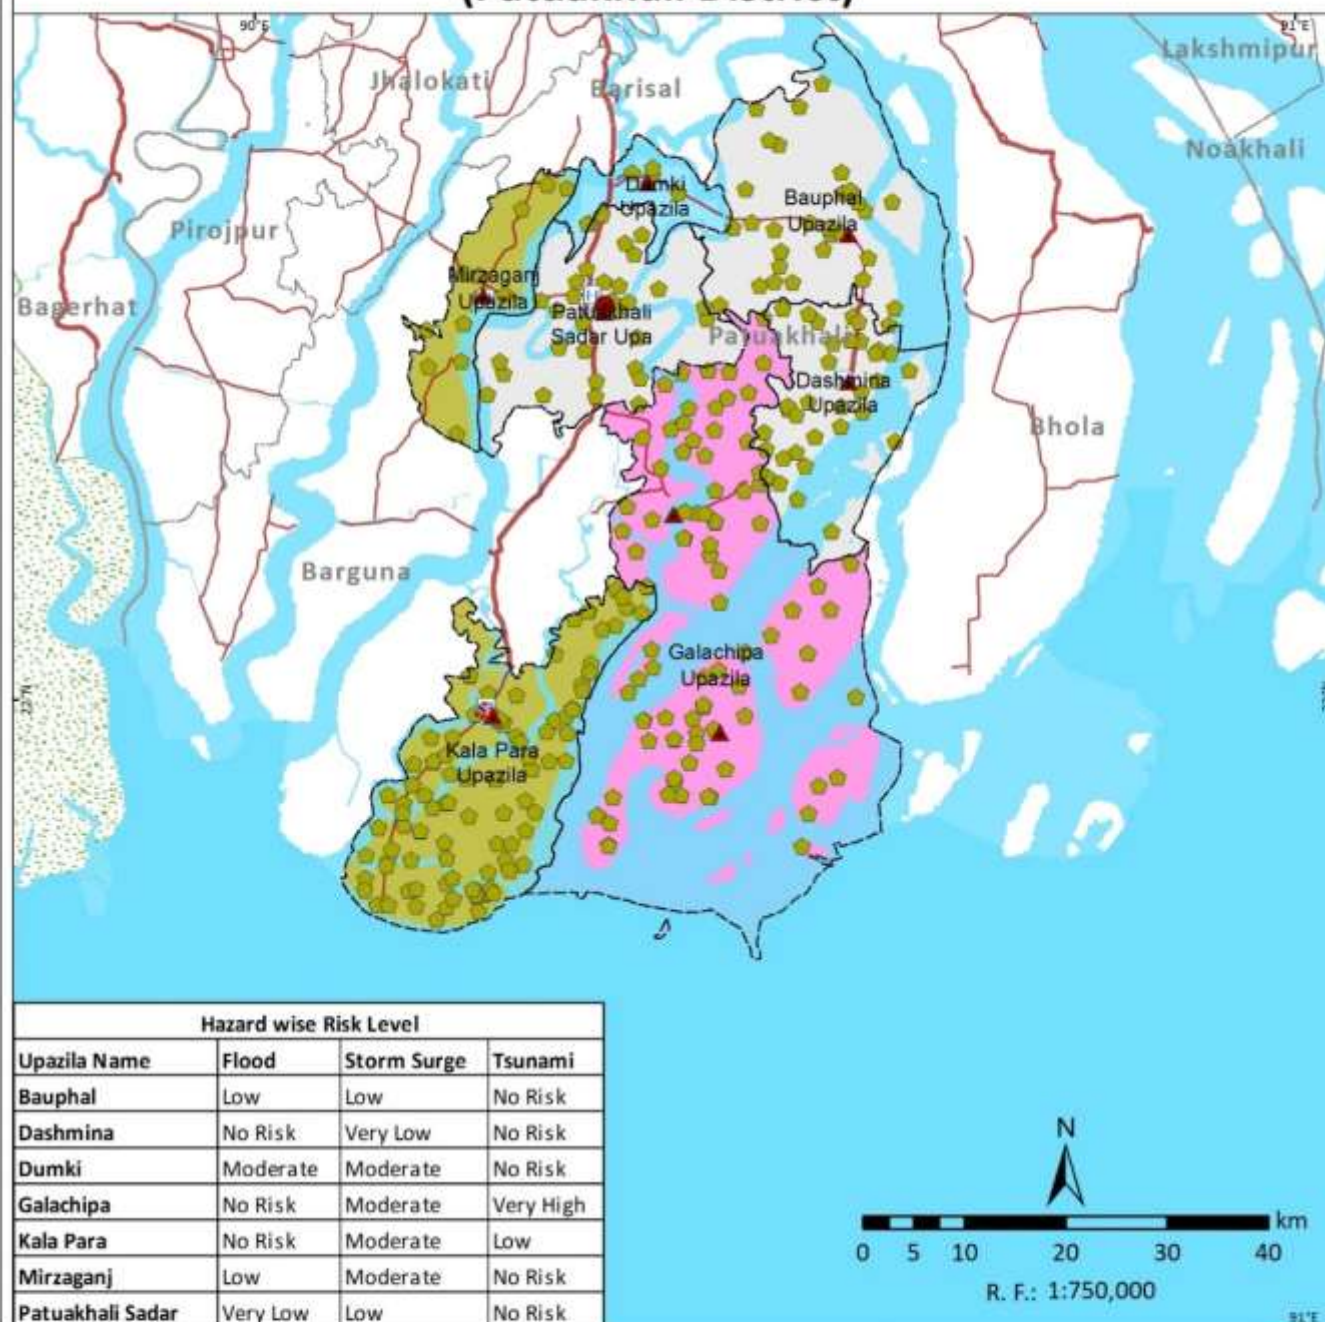 90°E
91°E
Lakshmipur
Jhalokati
Barisal
Noakhali
Dumki
Upazila
Bauphal
Upazila
Pirojpur
Mirzaganj
Upazila
Bagerhat
Patuakhali
Sadar Upa
Patuakhali
Dashmina
Upazila
Bhola
Barguna
Galachipa
Upazila
22°N
Kala Para
Upazila
Hazard wise Risk Level
Upazila Name Flood Storm Surge Tsunami
Bauphal Low Low No Risk
Dashmina No Risk Very Low No Risk
Dumki Moderate Moderate No Risk
Galachipa No Risk Moderate Very High
Kala Para No Risk Moderate Low
Mirzaganj Low Moderate No Risk
Patuakhali Sadar Very Low Low No Risk
N
km
0 5 10 20 30 40
R. F.: 1:750,000
91°E